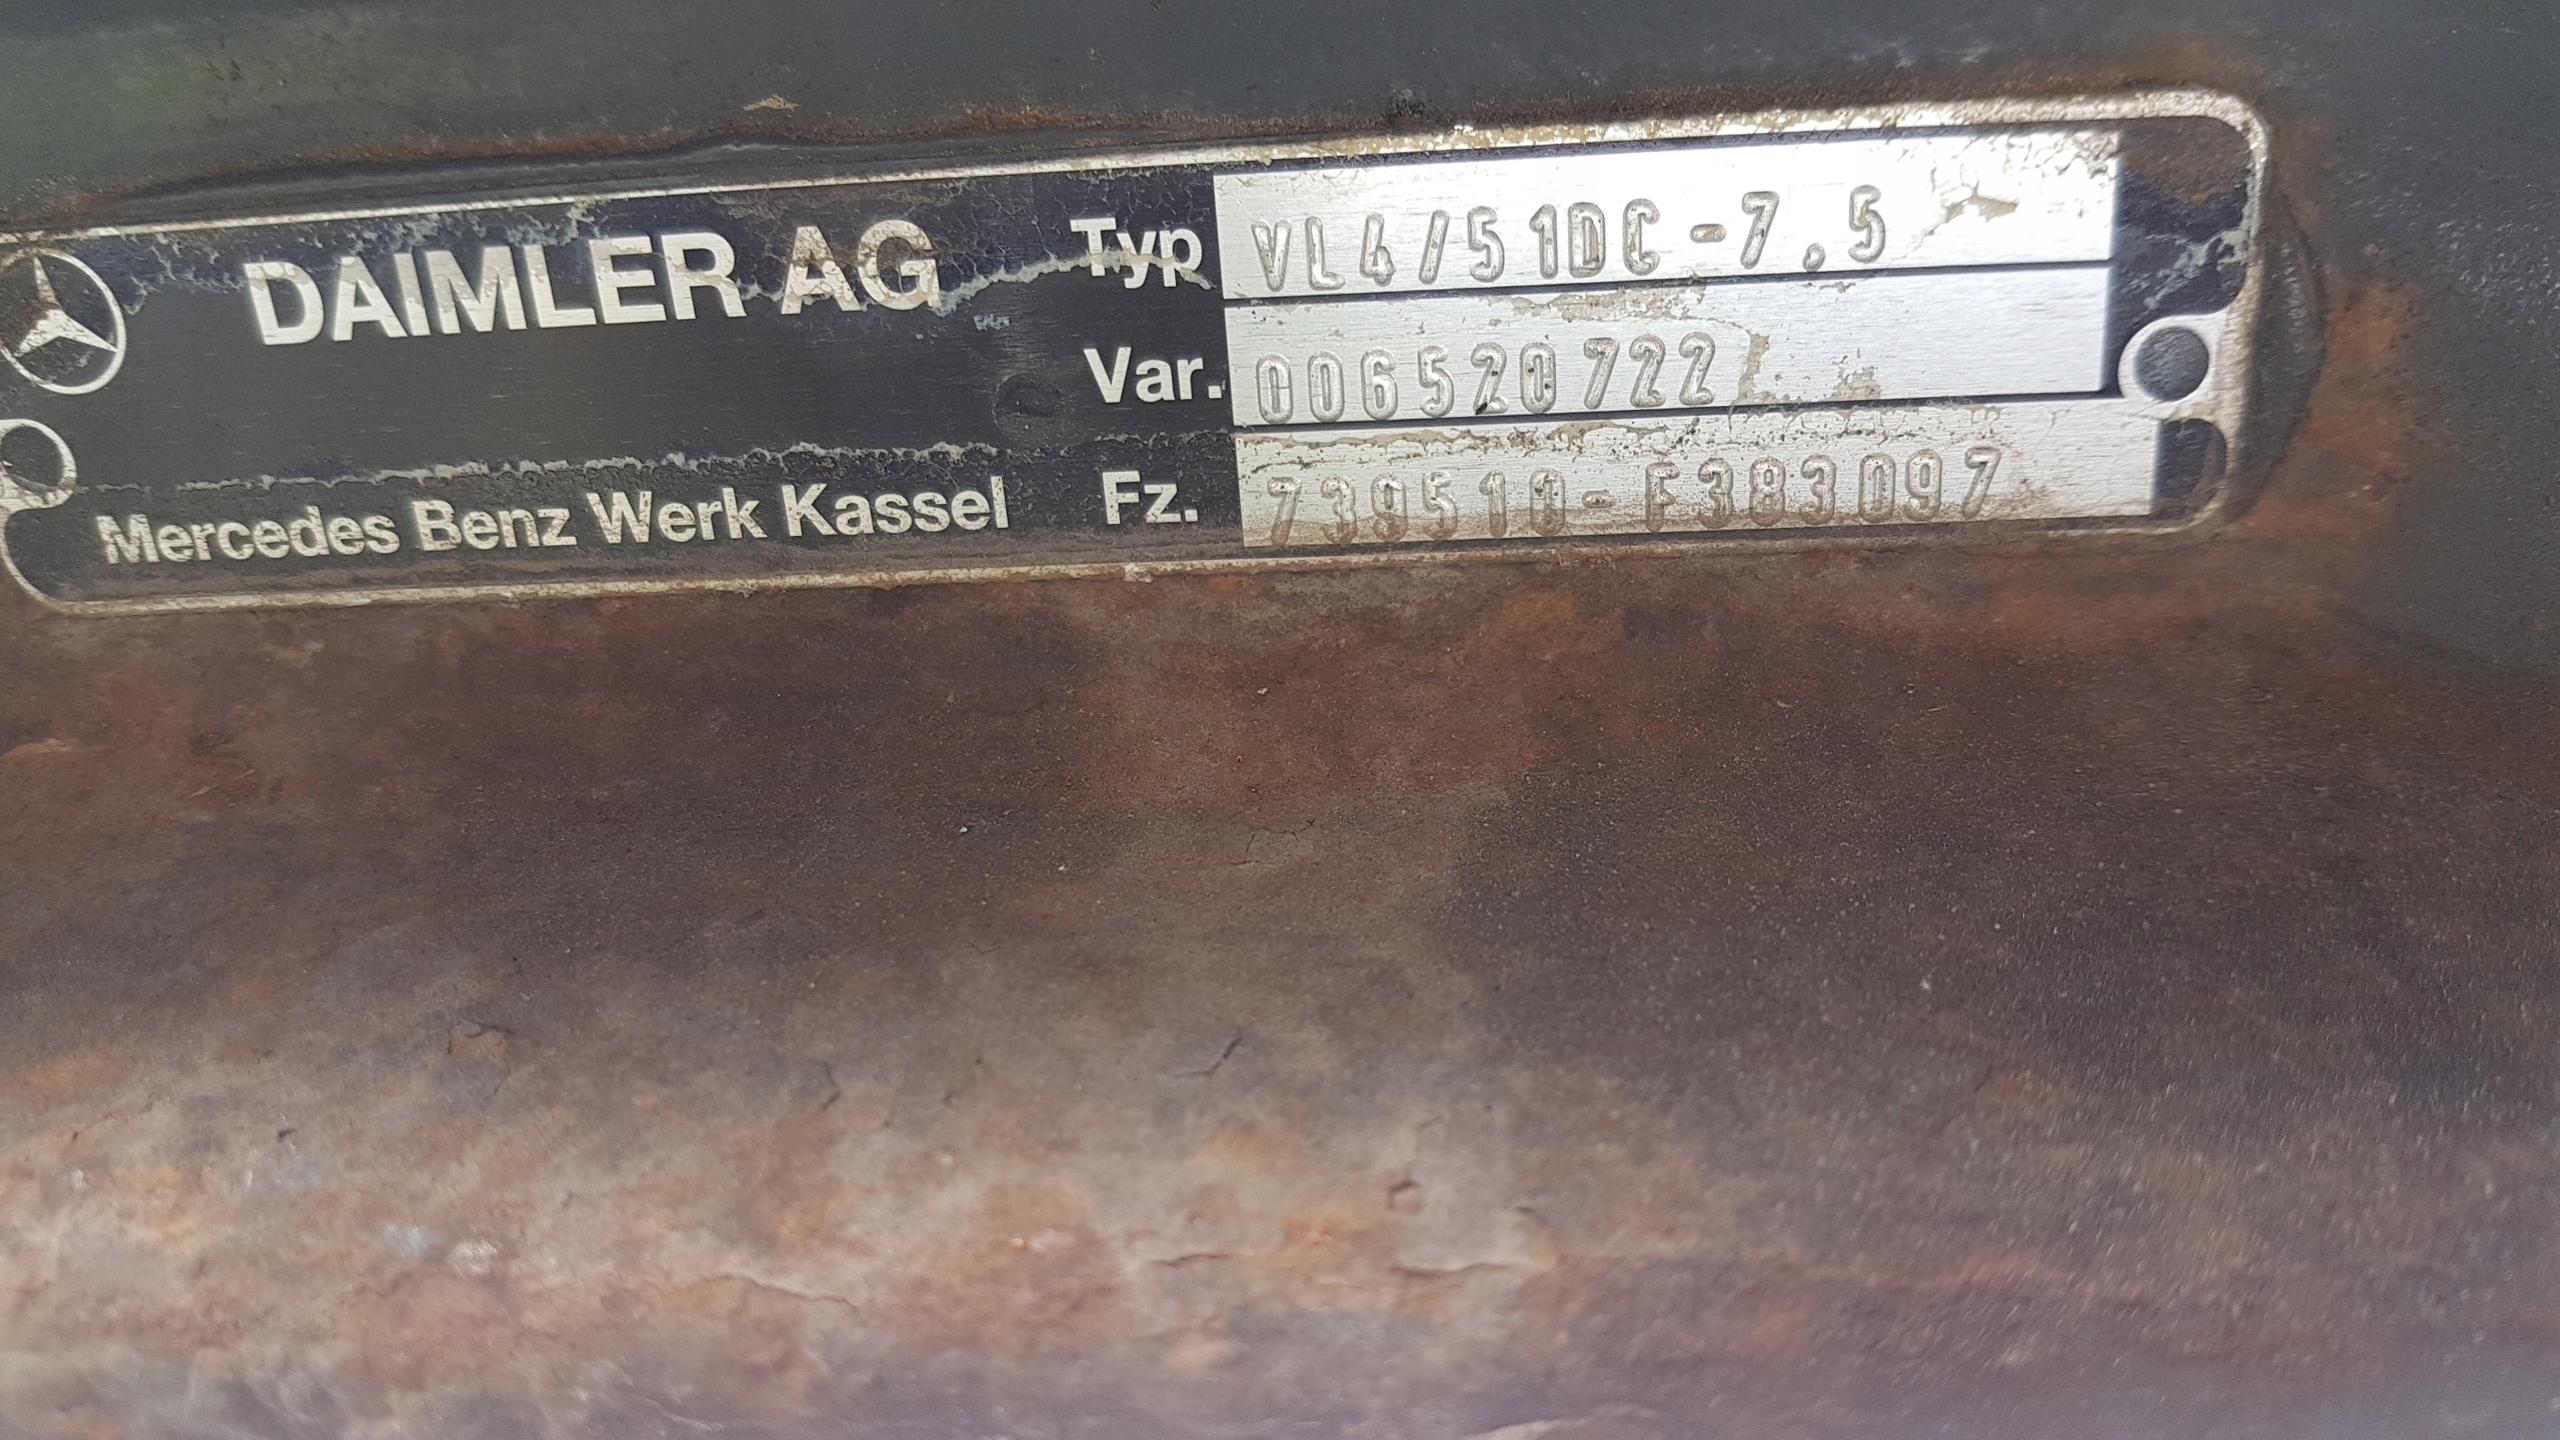 DAIMLER AG
Typ VL4/51DC-7,5
Var. 006520722
Mercedes Benz Werk Kassel
Fz. 739510-F383097